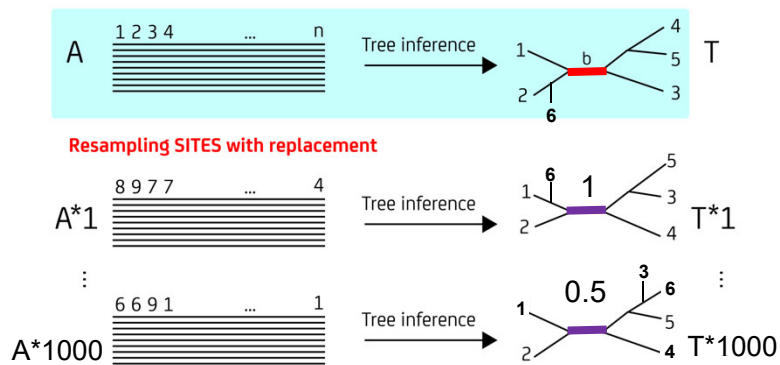 1 2 3 4 ... n
A
Tree inference
1
2
6
b
4
5
3
T
Resampling SITES with replacement
8 9 7 7 ... 4
A*1
Tree inference
6
1
2
1
5
3
4
T*1
⋮
⋮
6 6 9 1 ... 1
A*1000
Tree inference
1
2
0.5
3
6
5
4
T*1000